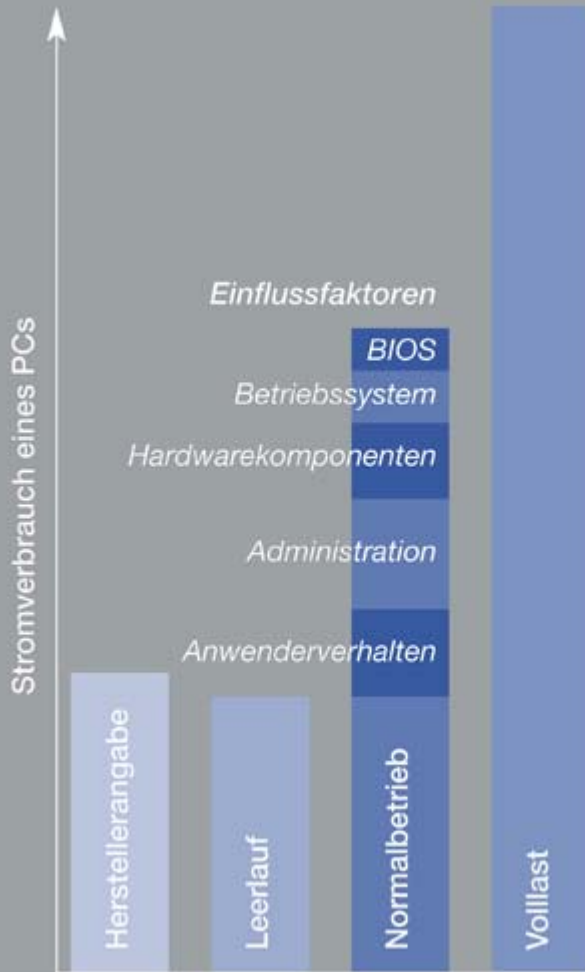 Stromverbrauch eines PCs
Einflussfaktoren
BIOS
Betriebssystem
Hardwarekomponenten
Administration
Anwenderverhalten
Herstellerangabe
Leerlauf
Normalbetrieb
Volllast